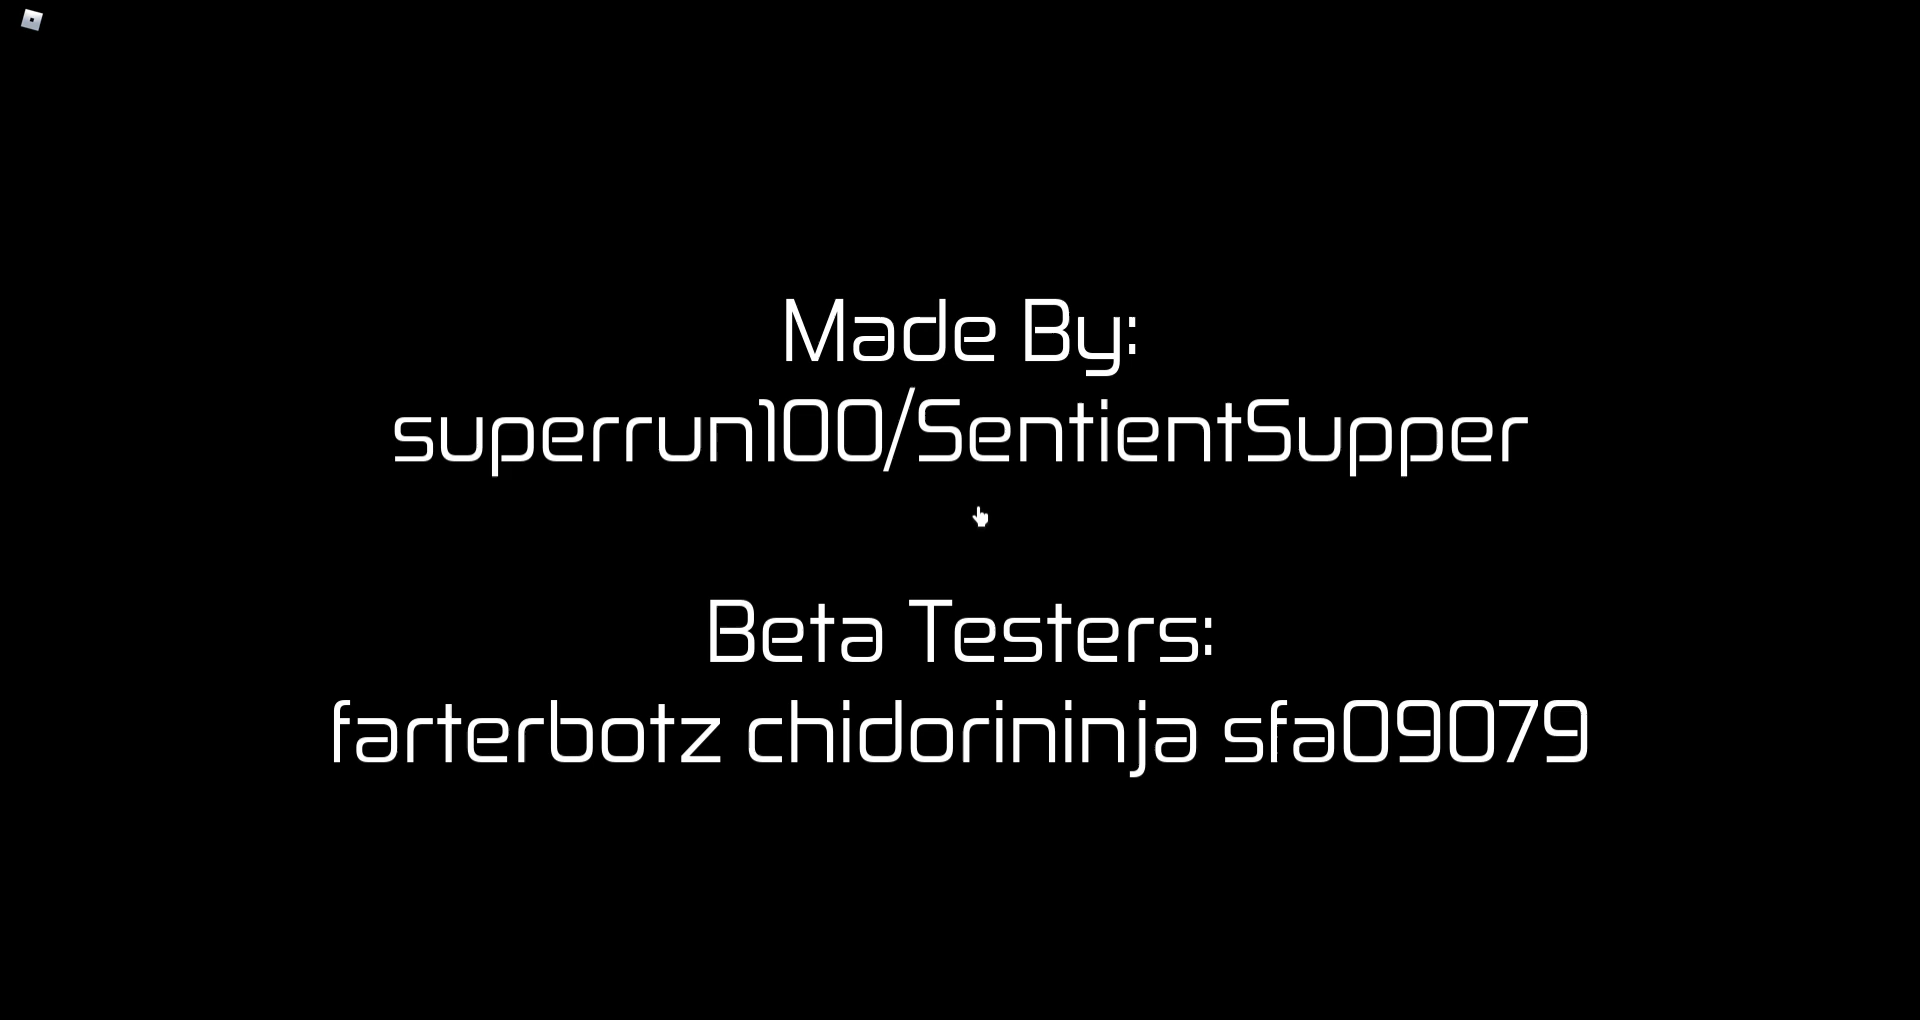 Made By:
superrun100/SentientSupper
Beta Testers:
farterbotz chidorininja sfa09079